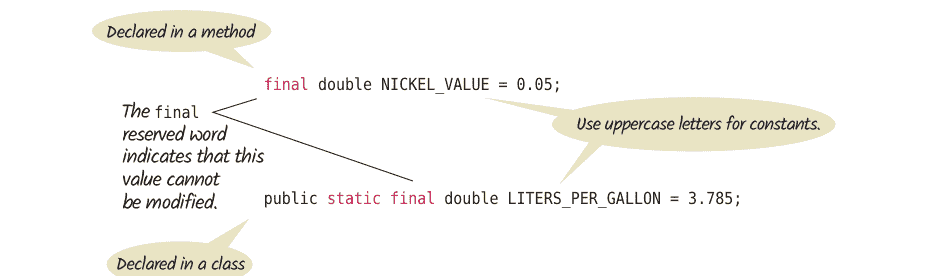 Declared in a method
final double NICKEL_VALUE = 0.05;
The final
reserved word
indicates that this
value cannot
be modified.
Use uppercase letters for constants.
public static final double LITERS_PER_GALLON = 3.785;
Declared in a class